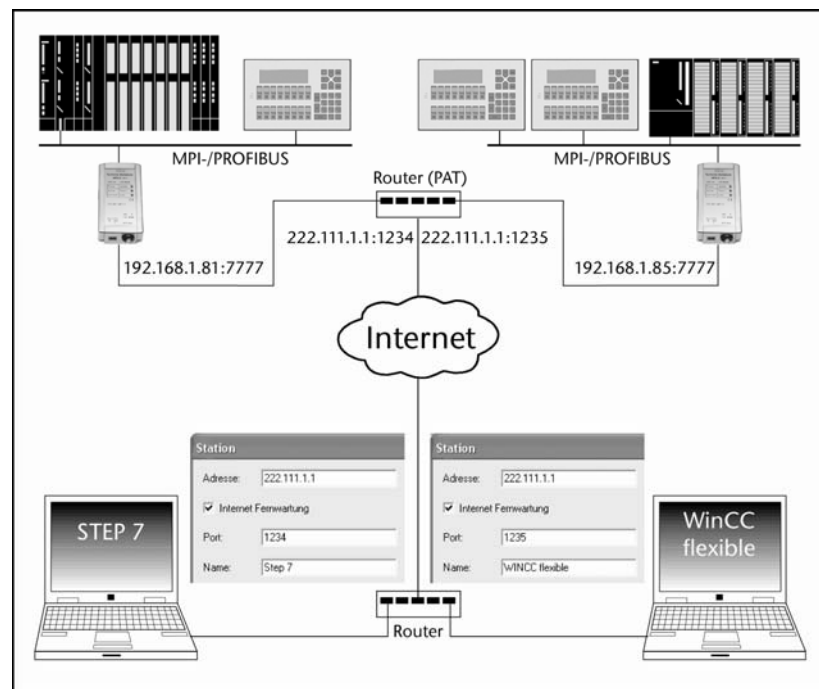 MPI-/PROFIBUS
MPI-/PROFIBUS
Router (PAT)
222.111.1.1:1234
222.111.1.1:1235
192.168.1.81:7777
192.168.1.85:7777
Internet
Station
Adresse: 222.111.1.1
Internet Fernwartung
Port: 1234
Name: Step 7
Station
Adresse: 222.111.1.1
Internet Fernwartung
Port: 1235
Name: WINCC flexible
STEP 7
WinCC
flexible
Router